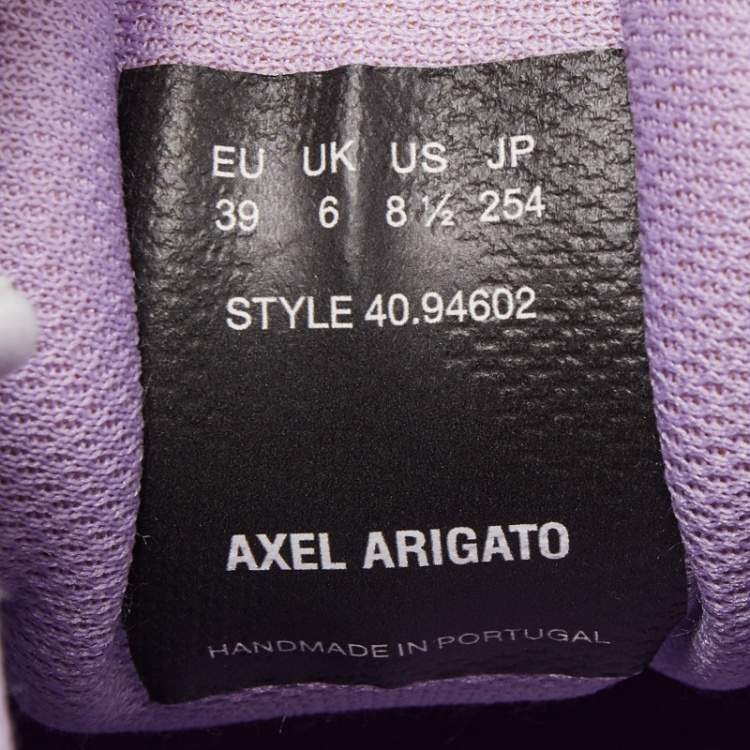 EU UK US JP
39 6 8 ½ 254
STYLE 40.94602
AXEL ARIGATO
HANDMADE IN PORTUGAL